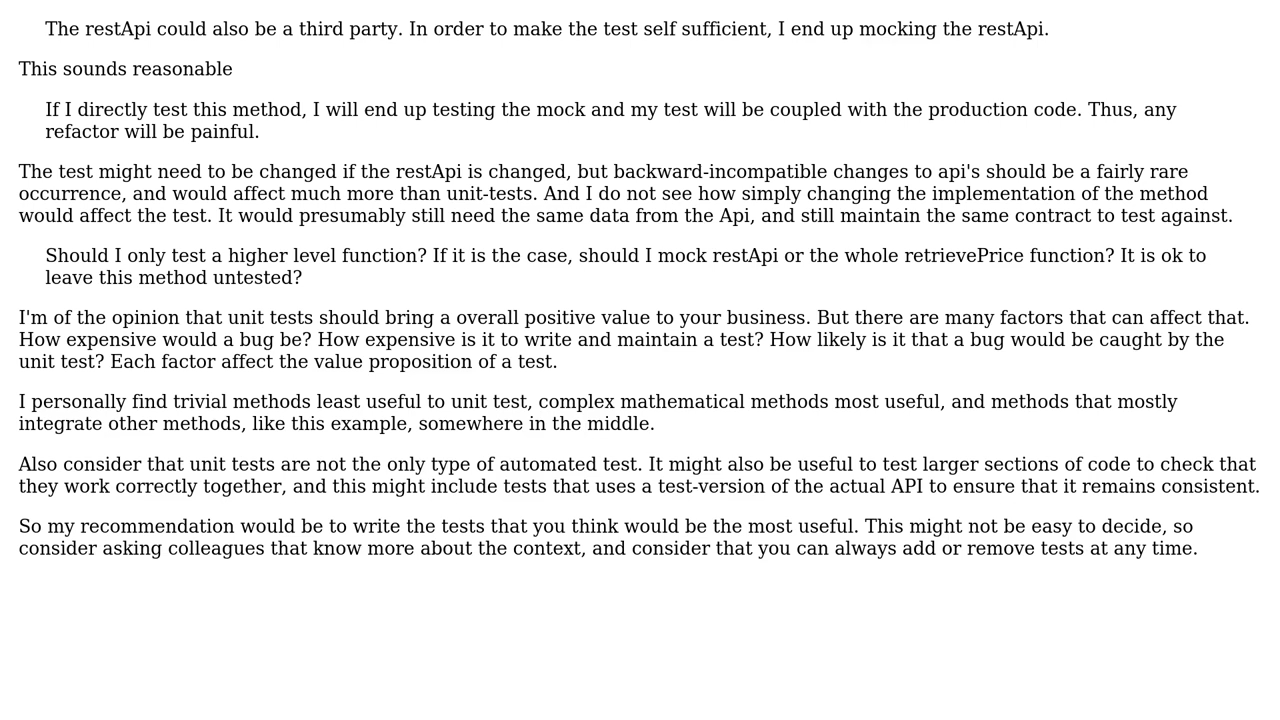 The restApi could also be a third party. In order to make the test self sufficient, I end up mocking the restApi.
This sounds reasonable
If I directly test this method, I will end up testing the mock and my test will be coupled with the production code. Thus, any
refactor will be painful.
The test might need to be changed if the restApi is changed, but backward-incompatible changes to api's should be a fairly rare
occurrence, and would affect much more than unit-tests. And I do not see how simply changing the implementation of the method
would affect the test. It would presumably still need the same data from the Api, and still maintain the same contract to test against.
Should I only test a higher level function? If it is the case, should I mock restApi or the whole retrievePrice function? It is ok to
leave this method untested?
I'm of the opinion that unit tests should bring a overall positive value to your business. But there are many factors that can affect that.
How expensive would a bug be? How expensive is it to write and maintain a test? How likely is it that a bug would be caught by the
unit test? Each factor affect the value proposition of a test.
I personally find trivial methods least useful to unit test, complex mathematical methods most useful, and methods that mostly
integrate other methods, like this example, somewhere in the middle.
Also consider that unit tests are not the only type of automated test. It might also be useful to test larger sections of code to check that
they work correctly together, and this might include tests that uses a test-version of the actual API to ensure that it remains consistent.
So my recommendation would be to write the tests that you think would be the most useful. This might not be easy to decide, so
consider asking colleagues that know more about the context, and consider that you can always add or remove tests at any time.